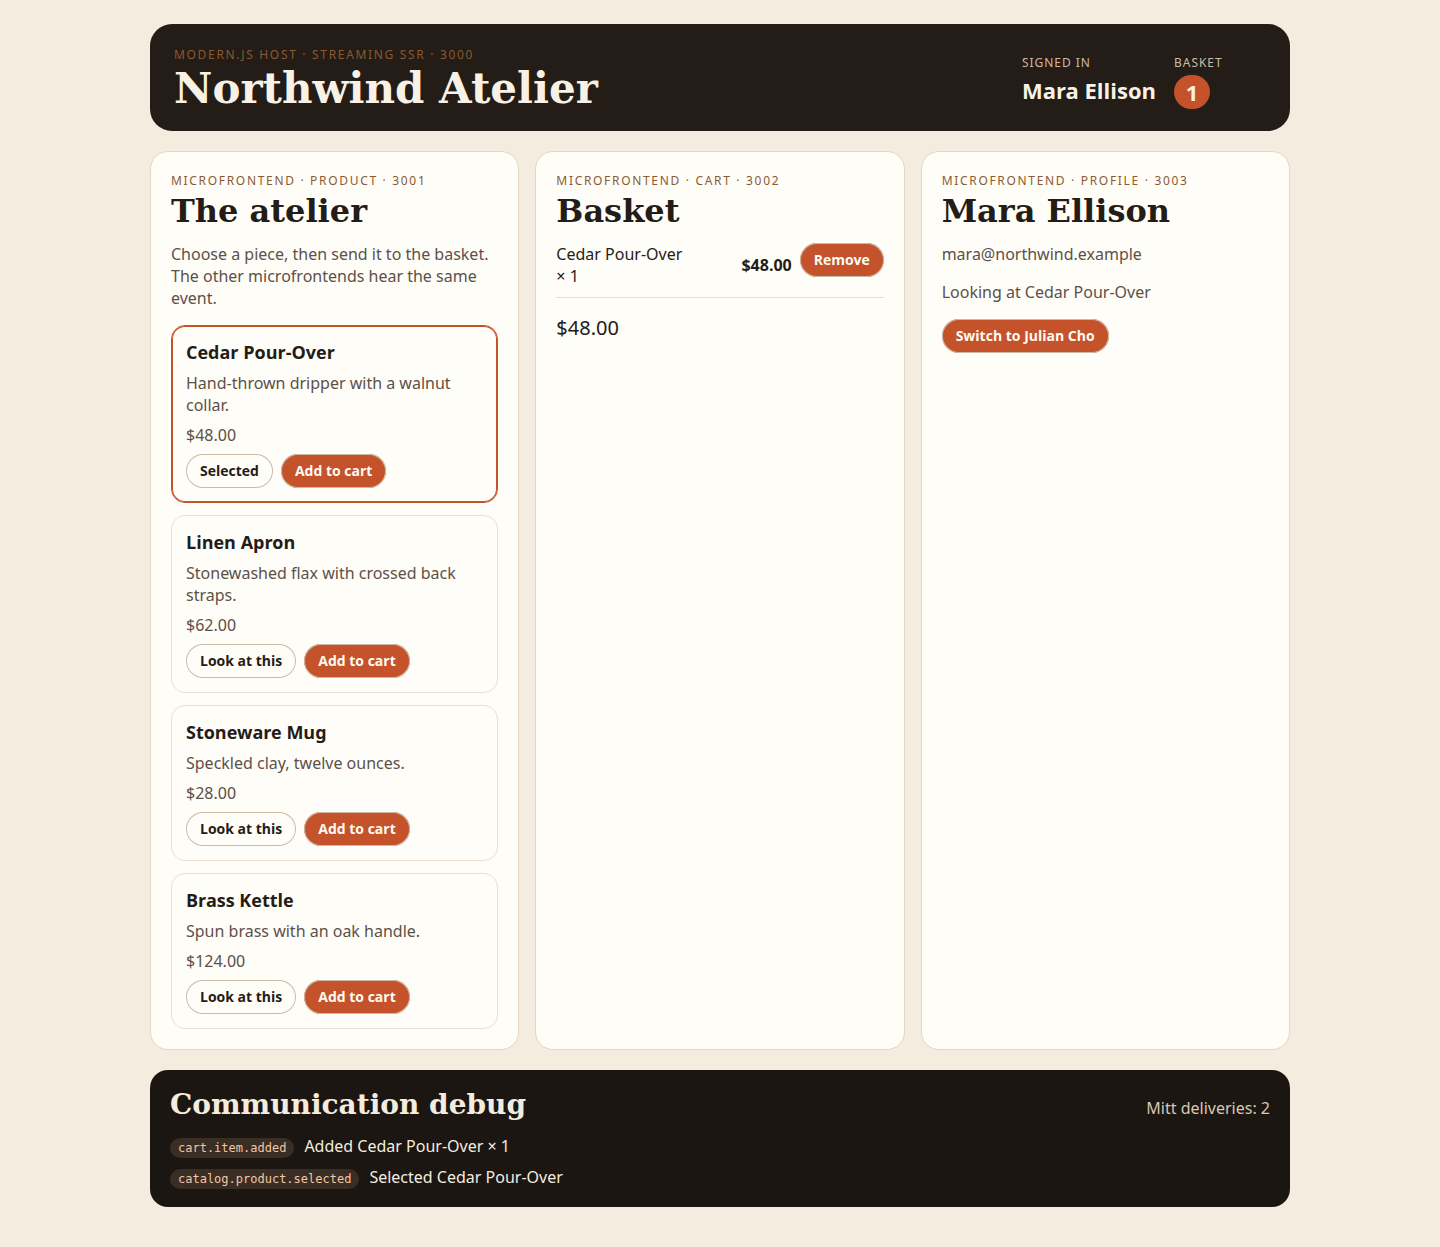 MODERN.JS HOST · STREAMING SSR · 3000
Northwind Atelier
SIGNED IN
Mara Ellison
BASKET
1
MICROFRONTEND · PRODUCT · 3001
The atelier
Choose a piece, then send it to the basket.
The other microfrontends hear the same
event.
Cedar Pour-Over
Hand-thrown dripper with a walnut
collar.
$48.00
Selected
Add to cart
Linen Apron
Stonewashed flax with crossed back
straps.
$62.00
Look at this
Add to cart
Stoneware Mug
Speckled clay, twelve ounces.
$28.00
Look at this
Add to cart
Brass Kettle
Spun brass with an oak handle.
$124.00
Look at this
Add to cart
MICROFRONTEND · CART · 3002
Basket
Cedar Pour-Over
× 1
$48.00
Remove
$48.00
MICROFRONTEND · PROFILE · 3003
Mara Ellison
mara@northwind.example
Looking at Cedar Pour-Over
Switch to Julian Cho
Communication debug
Mitt deliveries: 2
cart.item.added Added Cedar Pour-Over × 1
catalog.product.selected Selected Cedar Pour-Over